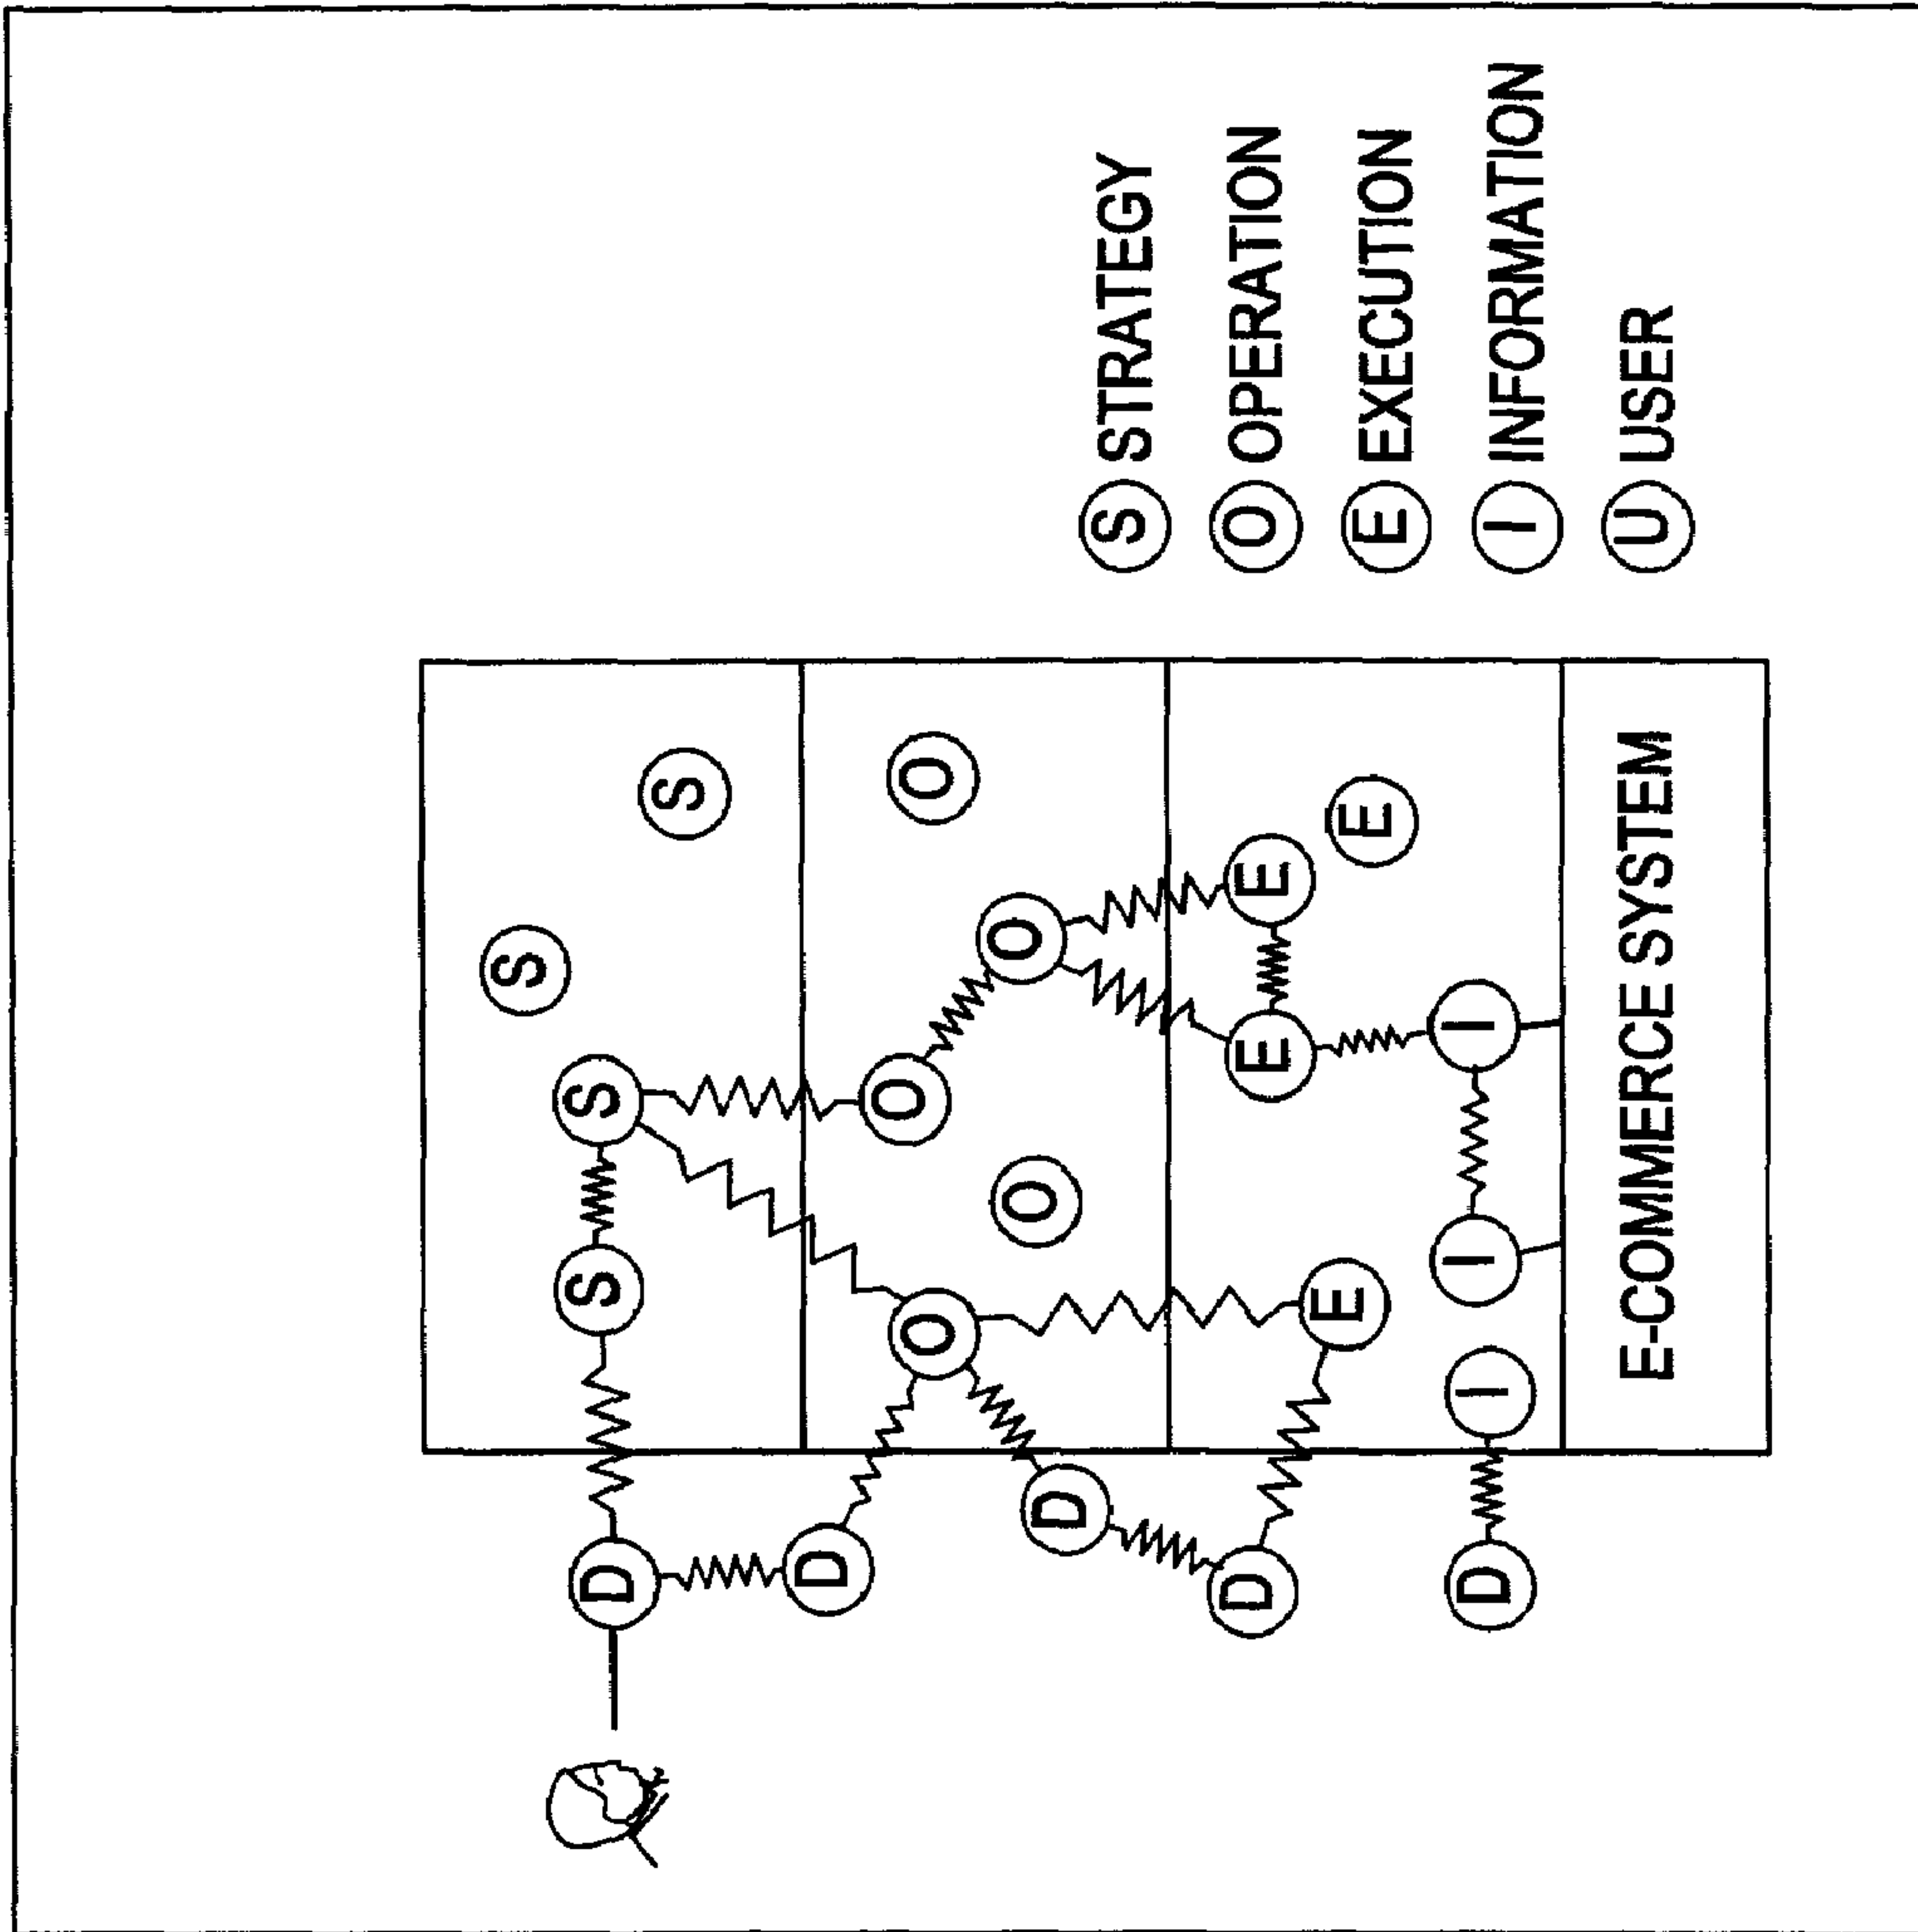 S
D S S
S
D
O O O
O O
D
S STRATEGY
D E E
O OPERATION
E E
E EXECUTION
D I I I
I INFORMATION
E-COMMERCE SYSTEM
U USER